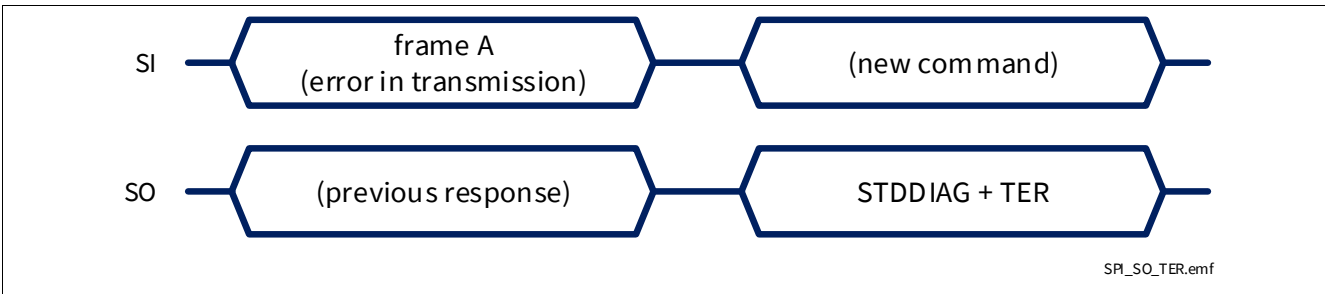 SI
frame A
(error in transmission)
(new command)
SO
(previous response)
STDDIAG + TER
SPI_SO_TER.emf